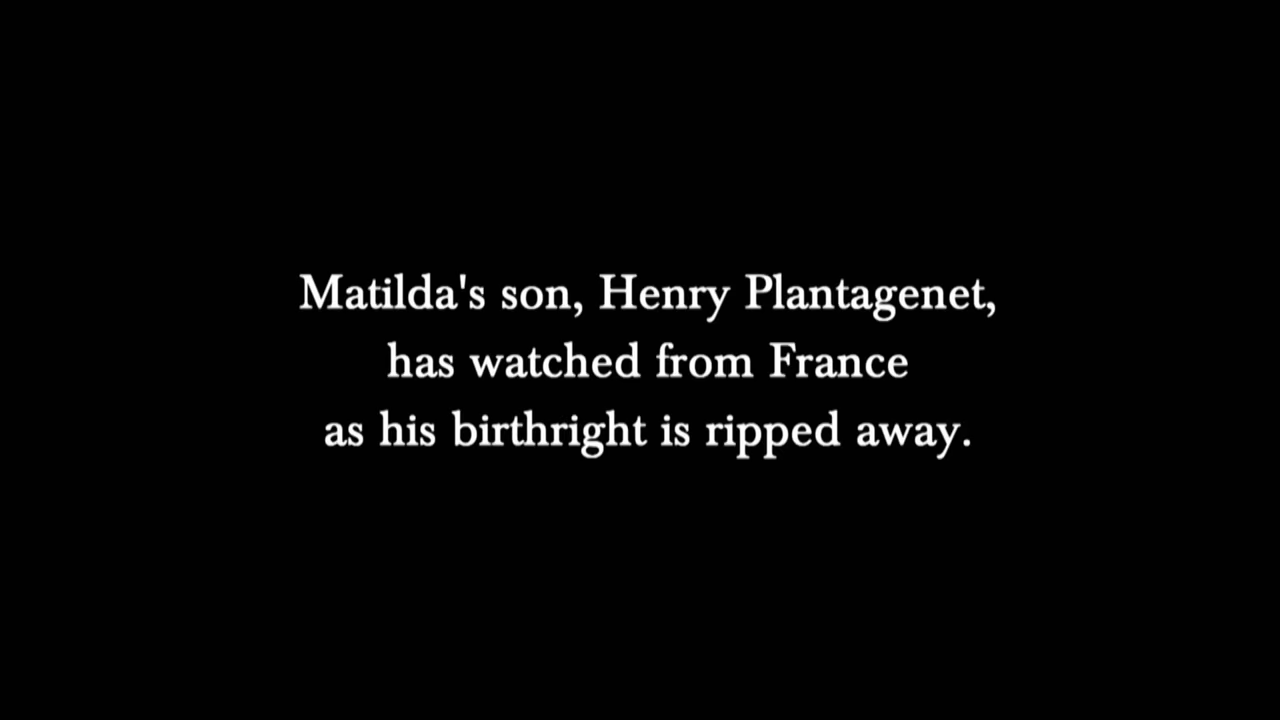 Matilda's son, Henry Plantagenet,
has watched from France
as his birthright is ripped away.